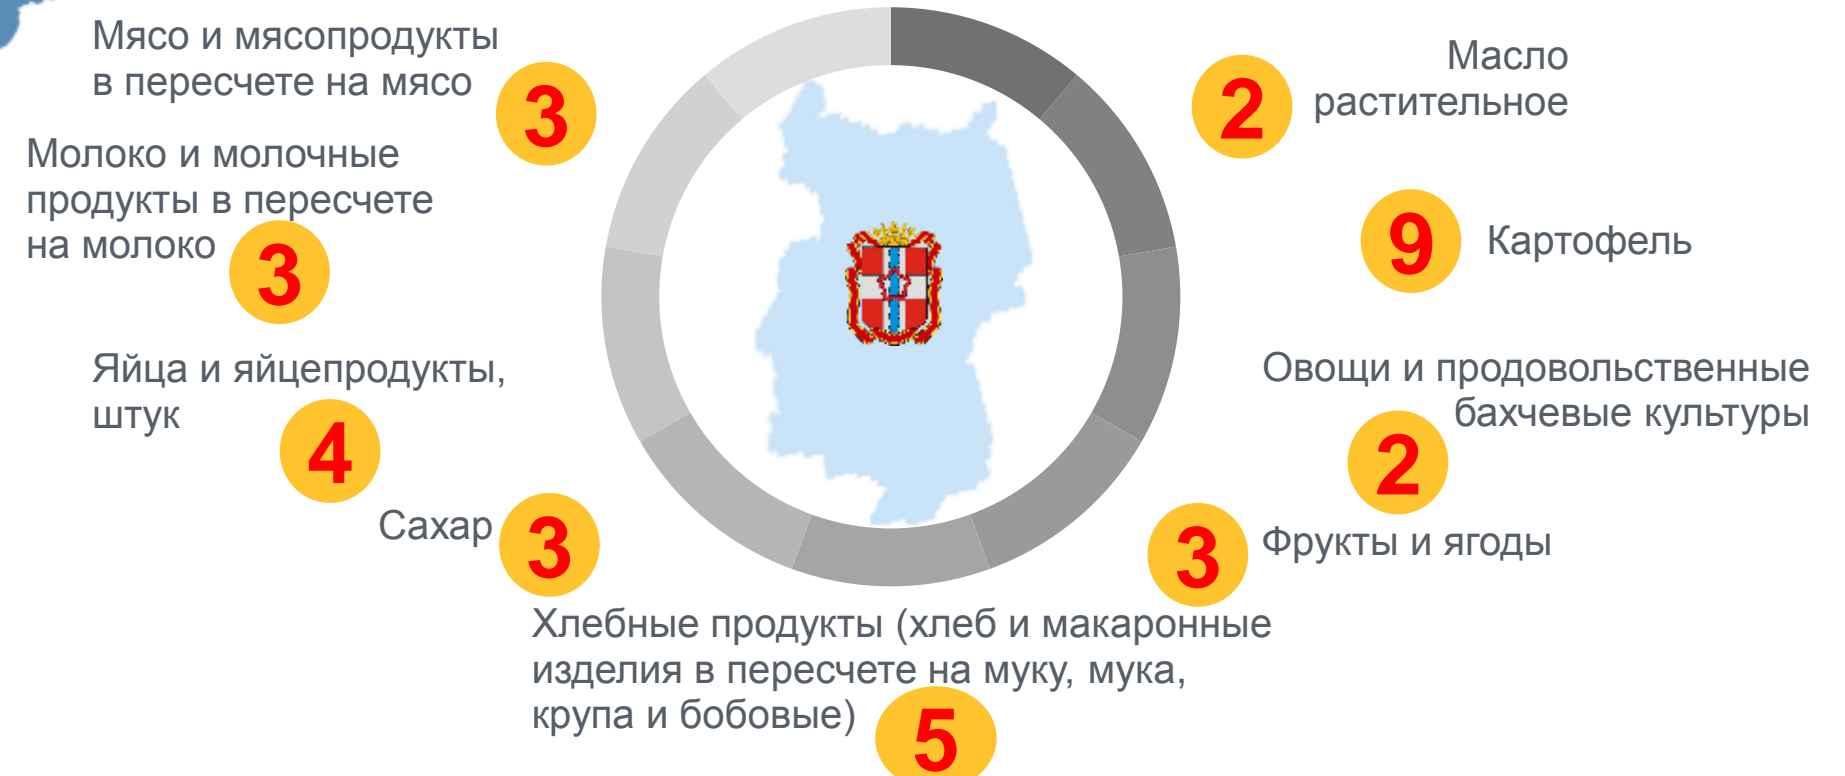 Мясо и мясопродукты
в пересчете на мясо
3
Масло
растительное
2
Молоко и молочные
продукты в пересчете
на молоко
3
9
Картофель
Яйца и яйцепродукты,
штук
4
Овощи и продовольственные
бахчевые культуры
2
Сахар
3
3
Фрукты и ягоды
Хлебные продукты (хлеб и макаронные
изделия в пересчете на муку, мука,
крупа и бобовые)
5